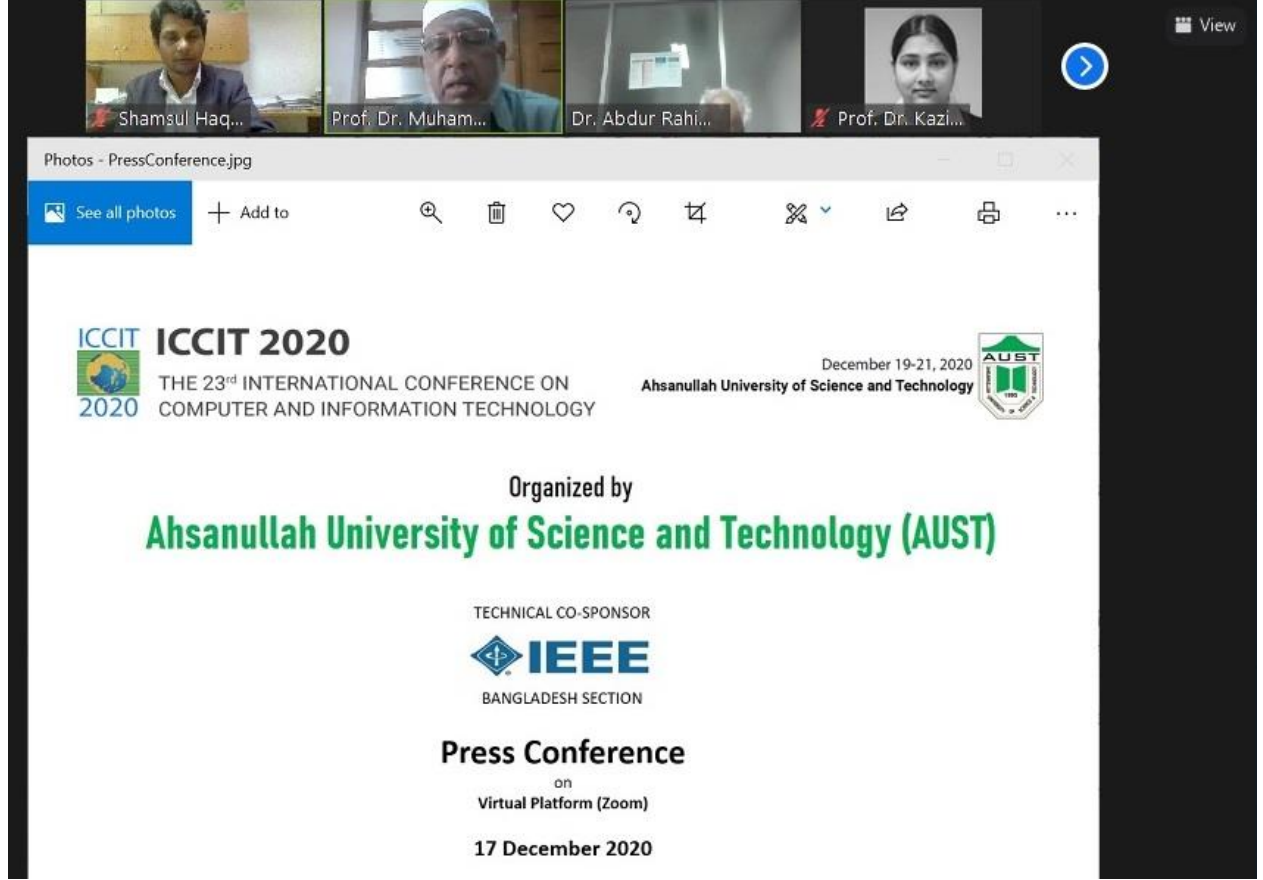 View
Shamsul Haq...
Prof. Dr. Muham...
Dr. Abdur Rahi...
Prof. Dr. Kazi...
Photos - PressConference.jpg
See all photos
Add to
ICCIT
2020
ICCIT 2020
THE 23rd INTERNATIONAL CONFERENCE ON
COMPUTER AND INFORMATION TECHNOLOGY
December 19-21, 2020
Ahsanullah University of Science and Technology
AUST
1995
Organized by
Ahsanullah University of Science and Technology (AUST)
TECHNICAL CO-SPONSOR
IEEE
BANGLADESH SECTION
Press Conference
on
Virtual Platform (Zoom)
17 December 2020